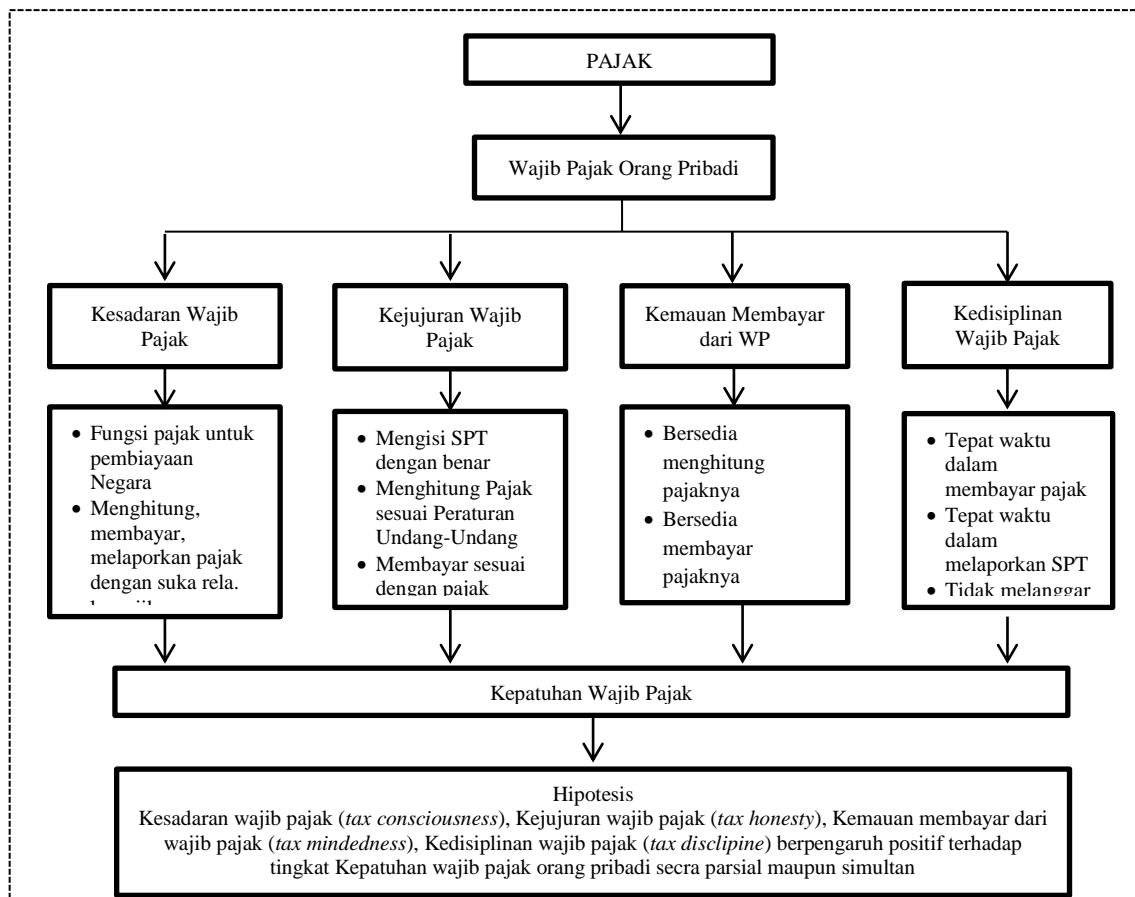 PAJAK
Wajib Pajak Orang Pribadi
Kesadaran Wajib
Pajak
Kejujuran Wajib
Pajak
Kemauan Membayar
dari WP
Kedisiplinan
Wajib Pajak
• Fungsi pajak untuk
pembiayaan
Negara
• Menghitung,
membayar,
melaporkan pajak
dengan suka rela.
• Mengisi SPT
dengan benar
• Menghitung Pajak
sesuai Peraturan
Undang-Undang
• Membayar sesuai
dengan pajak
• Bersedia
menghitung
pajaknya
• Bersedia
membayar
pajaknya
• Tepat waktu
dalam
membayar pajak
• Tepat waktu
dalam
melaporkan SPT
• Tidak melanggar
Kepatuhan Wajib Pajak
Hipotesis
Kesadaran wajib pajak (tax consciousness), Kejujuran wajib pajak (tax honesty), Kemauan membayar dari
wajib pajak (tax mindedness), Kedisiplinan wajib pajak (tax disclipine) berpengaruh positif terhadap
tingkat Kepatuhan wajib pajak orang pribadi secra parsial maupun simultan